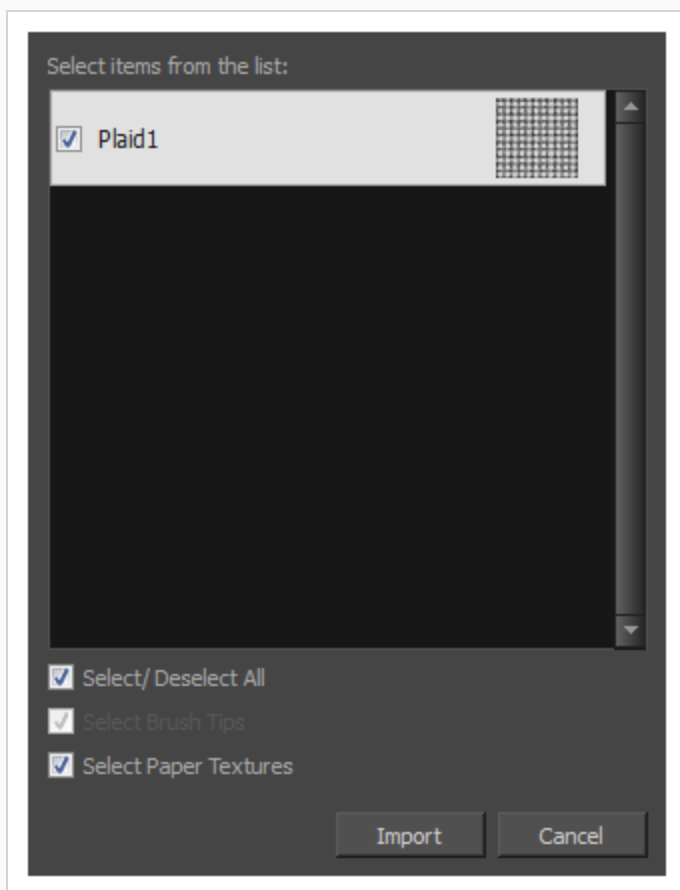 Select items from the list:
Plaid1
Select/ Deselect All
Select Brush Tips
Select Paper Textures
Import Cancel